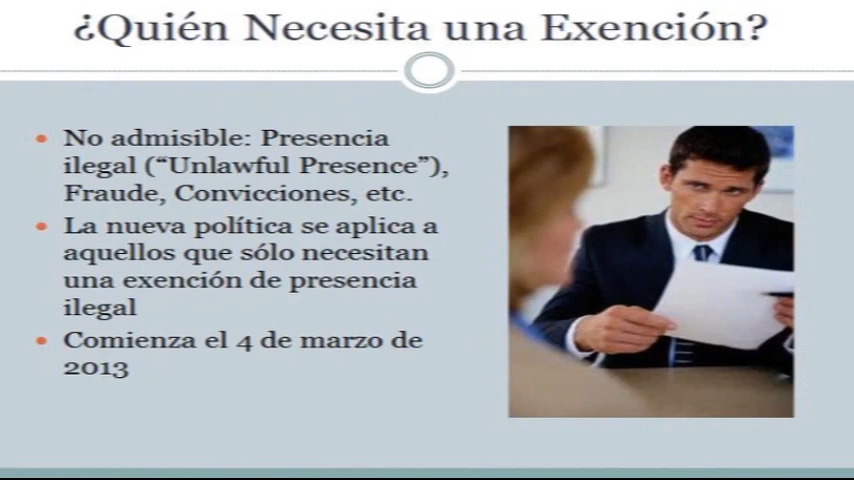 ¿Quién Necesita una Exención?
No admisible: Presencia
ilegal (“Unlawful Presence”),
Fraude, Convicciones, etc.
La nueva política se aplica a
aquellos que sólo necesitan
una exención de presencia
ilegal
Comienza el 4 de marzo de
2013